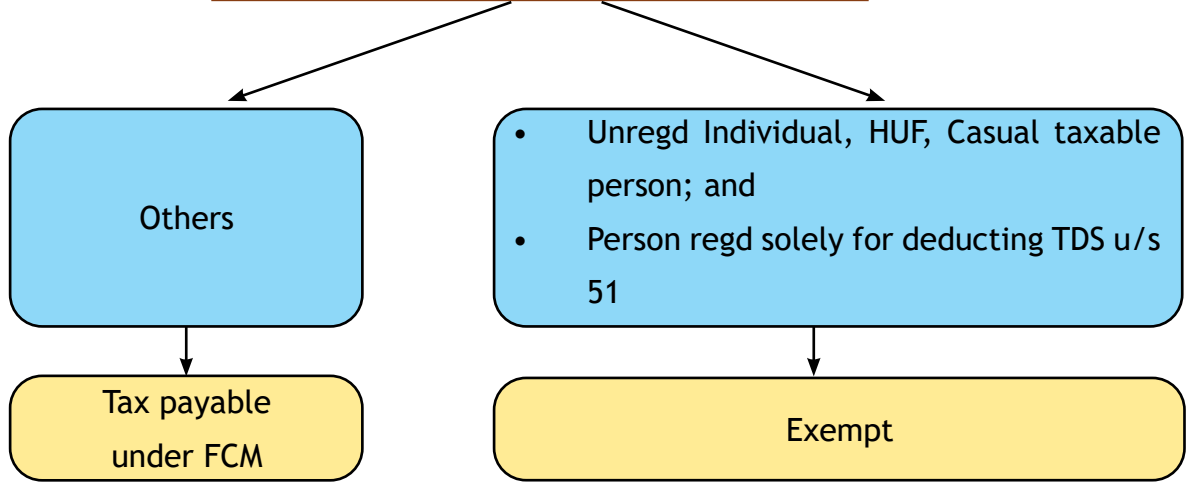 Others
• Unregd Individual, HUF, Casual taxable
person; and
• Person regd solely for deducting TDS u/s
51
Tax payable
under FCM
Exempt